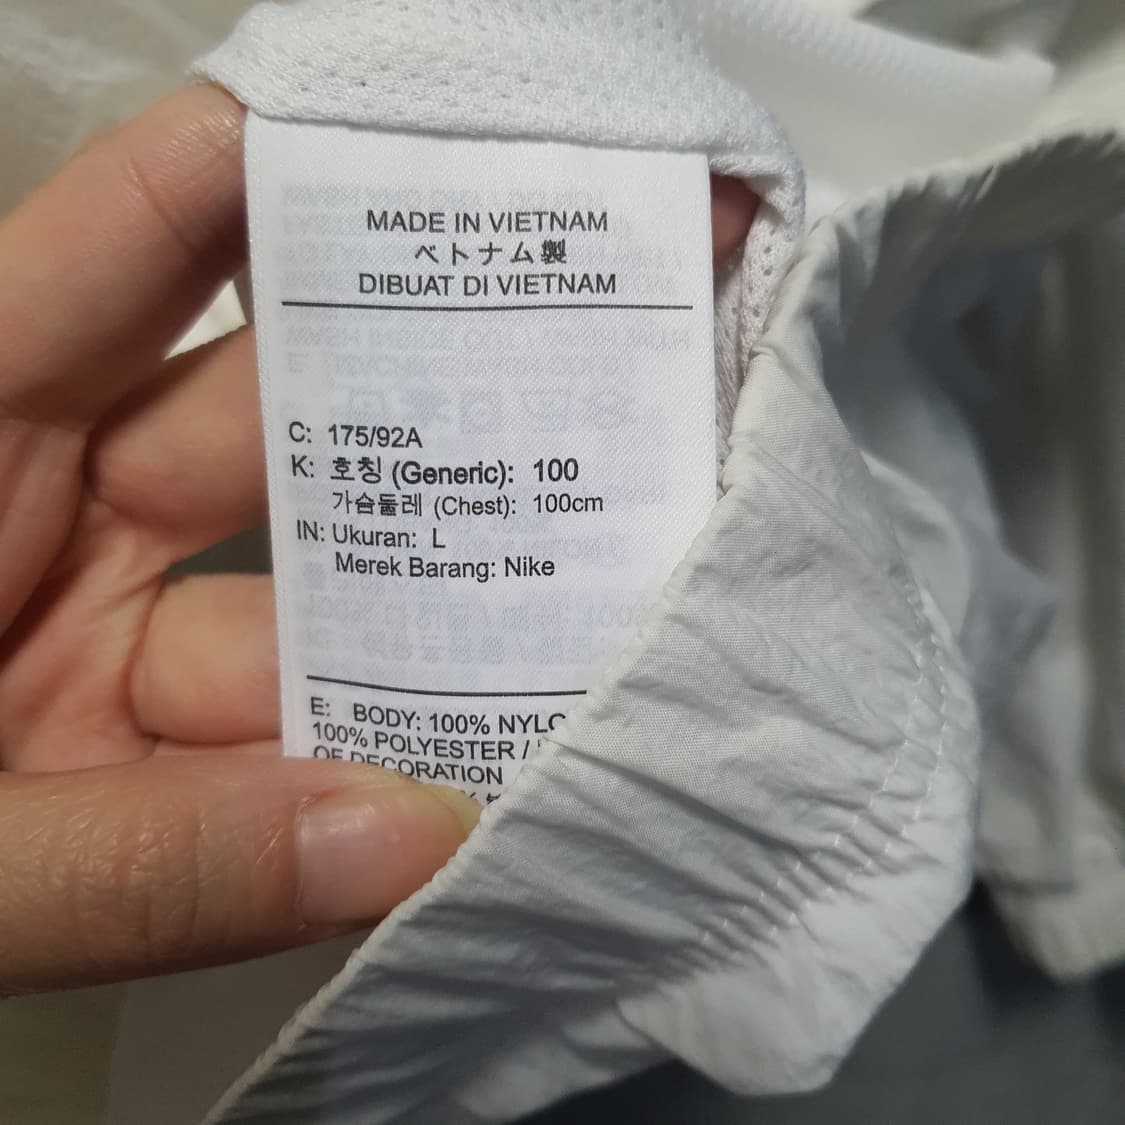 MADE IN VIETNAM
ベトナム製
DIBUAT DI VIETNAM
C: 175/92A
K: 호칭 (Generic): 100
가슴둘레 (Chest): 100cm
IN: Ukuran: L
Merek Barang: Nike
E: BODY: 100% NYLO
100% POLYESTER /
OF DECORATION